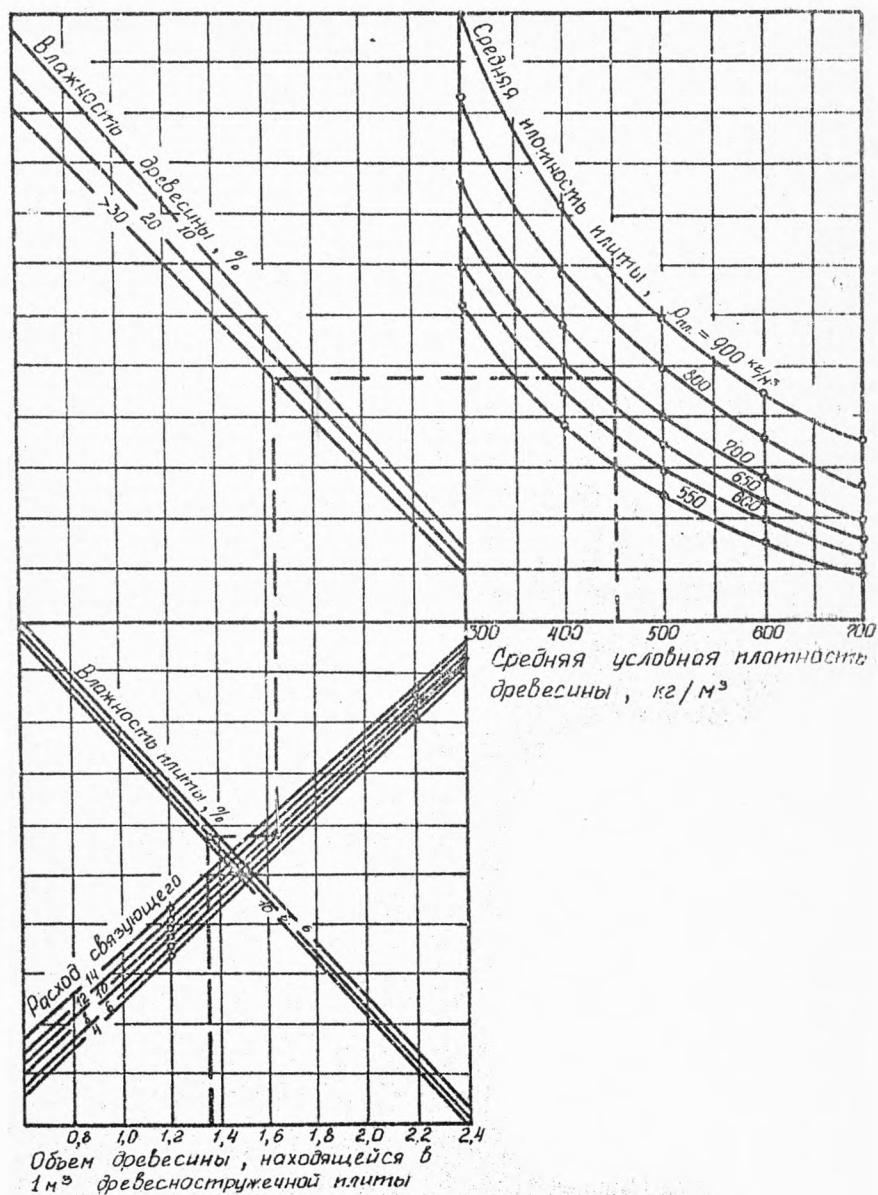 Влажность
древесины, %
>30
20
10
Средняя плотность плиты, ρпл. = 900 кг/м³
800
700
650
600
550
300 400 500 600 700
Средняя условная плотность
древесины, кг/м³
Влажность плиты, %
10
6
Расход связующего
14
12
10
8
6
4
0,8 1,0 1,2 1,4 1,6 1,8 2,0 2,2 2,4
Объем древесины, находящейся в
1м³ древесностружечной плиты